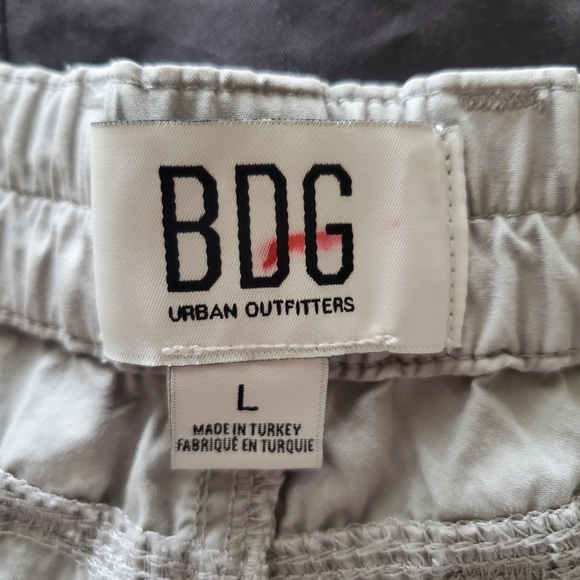 BDG
URBAN OUTFITTERS
L
MADE IN TURKEY
FABRIQUÉ EN TURQUIE